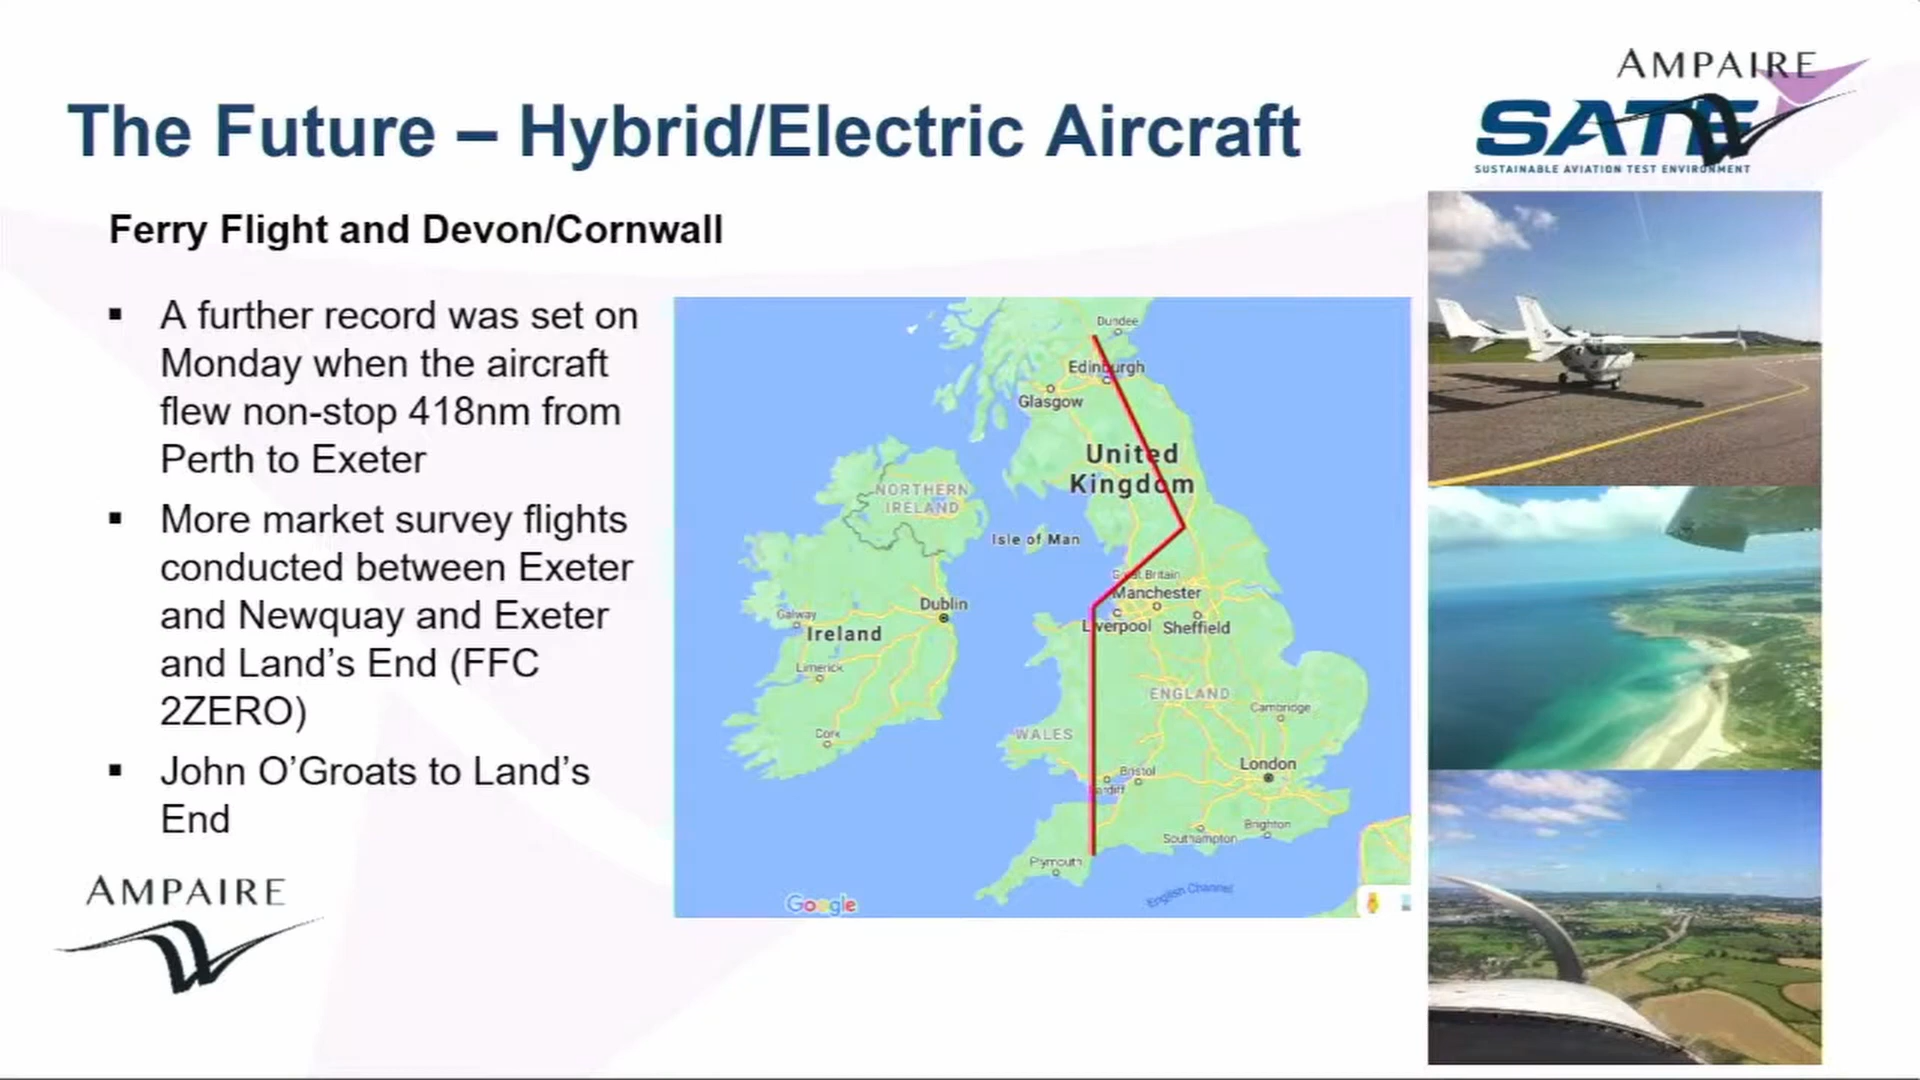 AMPAIRE
SATE
SUSTAINABLE AVIATION TEST ENVIRONMENT
The Future – Hybrid/Electric Aircraft
Ferry Flight and Devon/Cornwall
▪ A further record was set on
Monday when the aircraft
flew non-stop 418nm from
Perth to Exeter
▪ More market survey flights
conducted between Exeter
and Newquay and Exeter
and Land’s End (FFC
2ZERO)
▪ John O’Groats to Land’s
End
AMPAIRE
Dundee
Edinburgh
Glasgow
United
Kingdom
NORTHERN
IRELAND
Isle of Man
Great Britain
Manchester
Dublin
Galway
Ireland
Liverpool
Sheffield
Limerick
ENGLAND
Cambridge
Cork
WALES
London
Bristol
Cardiff
Brighton
Southampton
Plymouth
English Channel
Google